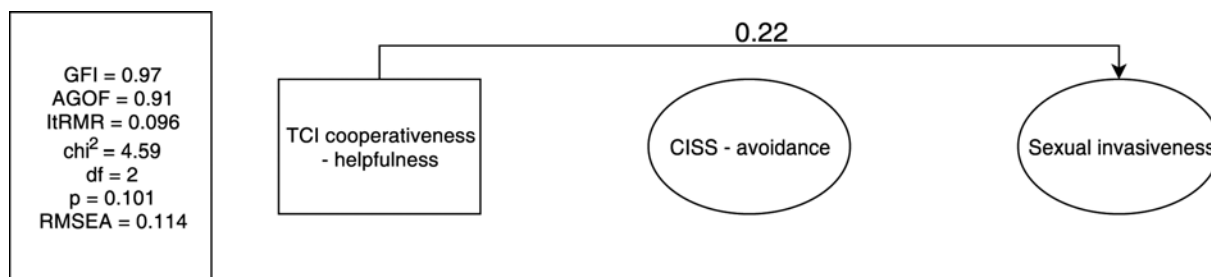 GFI = 0.97
AGOF = 0.91
ItRMR = 0.096
chi² = 4.59
df = 2
p = 0.101
RMSEA = 0.114
0.22
TCI cooperativeness
- helpfulness
CISS - avoidance
Sexual invasiveness